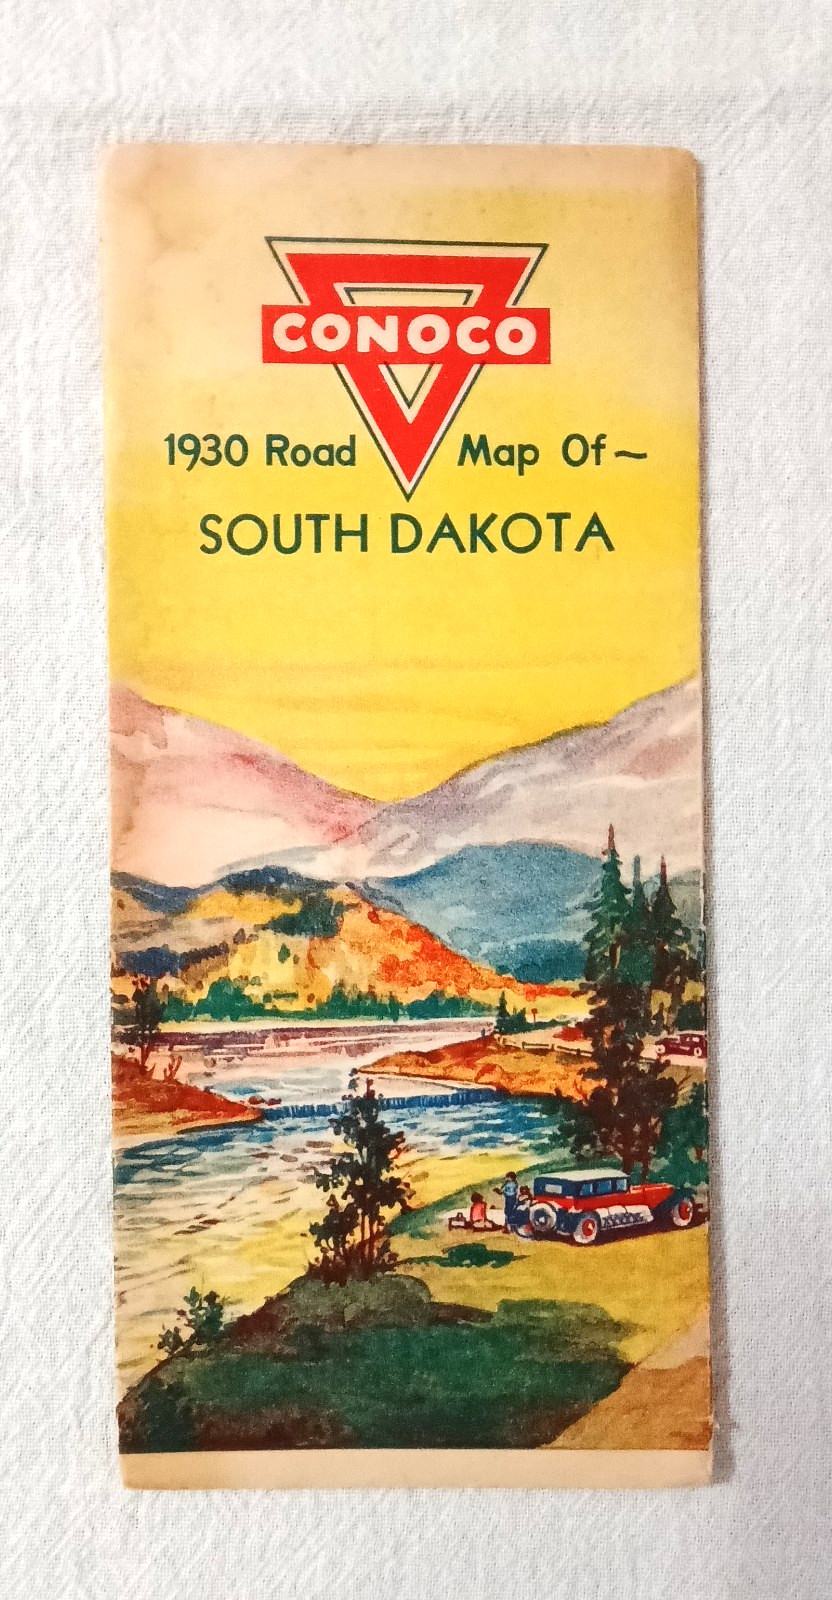 CONOCO
1930 Road Map Of~
SOUTH DAKOTA